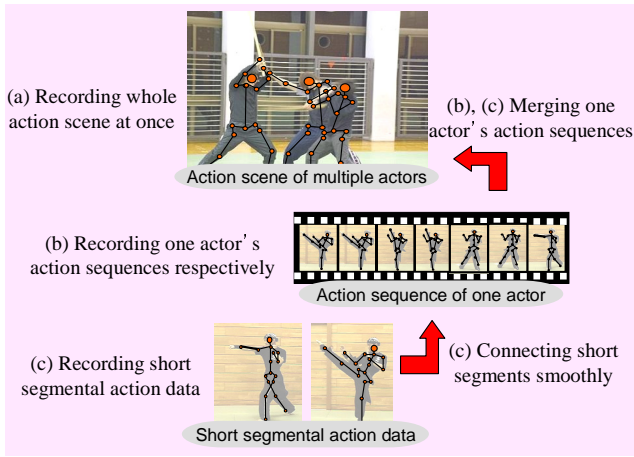 (a) Recording whole
action scene at once
(b), (c) Merging one
actor's action sequences
Action scene of multiple actors
(b) Recording one actor's
action sequences respectively
Action sequence of one actor
(c) Recording short
segmental action data
(c) Connecting short
segments smoothly
Short segmental action data